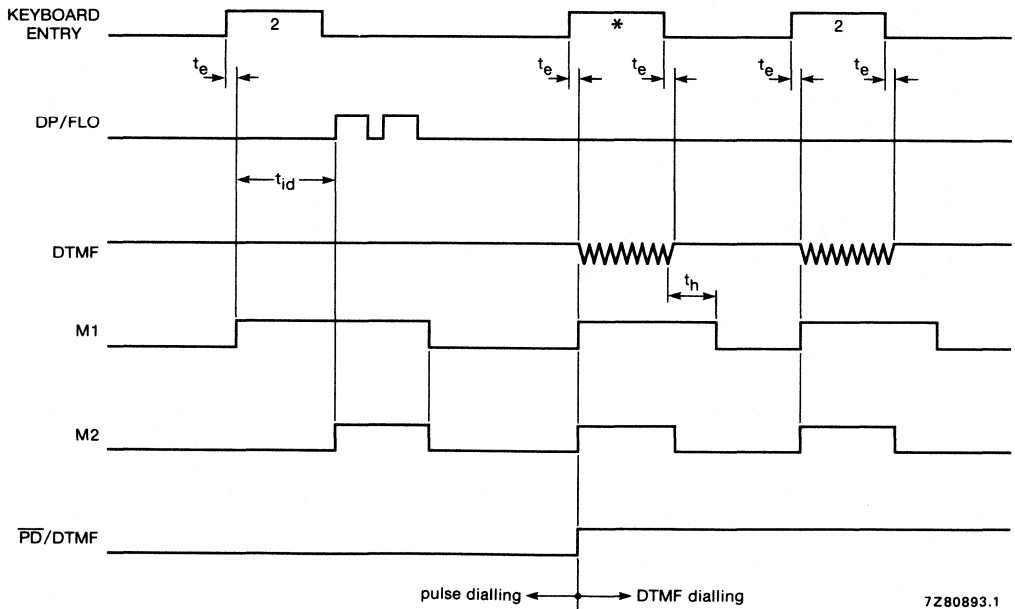 KEYBOARD
ENTRY
2
*
2
te
te
te
te
te
DP/FLO
tid
DTMF
th
M1
M2
PD/DTMF
pulse dialling
DTMF dialling
7Z80893.1